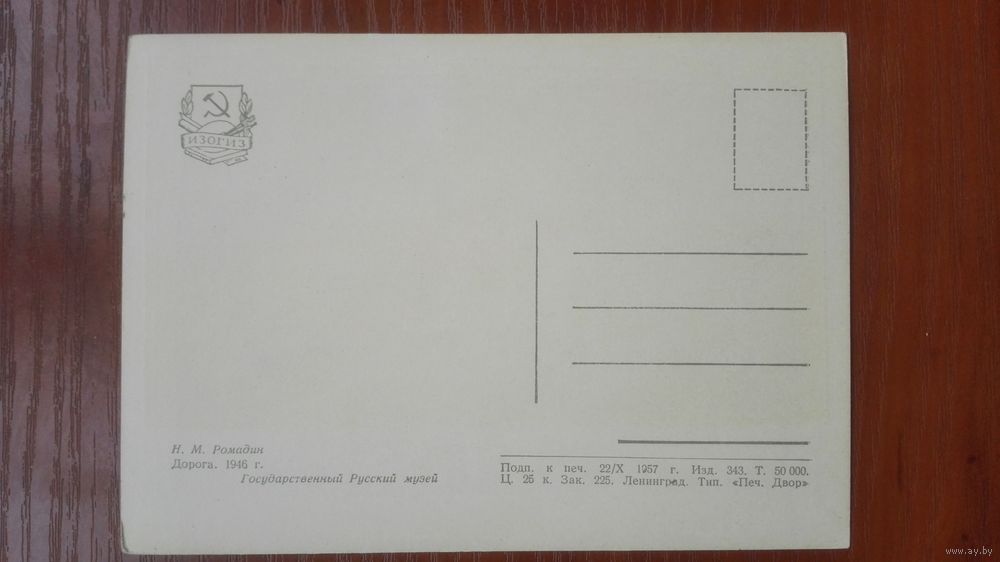 ИЗОГИЗ
Н. М. Ромадин
Дорога. 1946 г.
Государственный Русский музей
Подп. к печ. 22/X 1957 г. Изд. 343. Т. 50 000.
Ц. 25 к. Зак. 225. Ленинград. Тип. «Печ. Двор»
www.ay.by